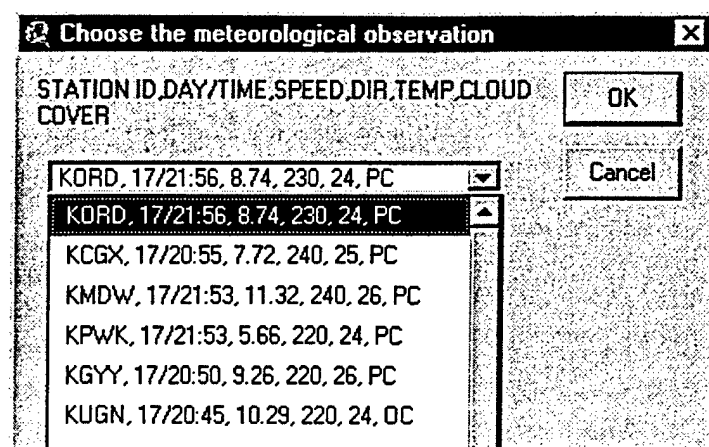 Choose the meteorological observation
STATION ID,DAY/TIME,SPEED,DIR,TEMP,CLOUD
COVER
OK
Cancel
KORD, 17/21:56, 8.74, 230, 24, PC
KORD, 17/21:56, 8.74, 230, 24, PC
KCGX, 17/20:55, 7.72, 240, 25, PC
KMDW, 17/21:53, 11.32, 240, 26, PC
KPWK, 17/21:53, 5.66, 220, 24, PC
KGYY, 17/20:50, 9.26, 220, 26, PC
KUGN, 17/20:45, 10.29, 220, 24, OC